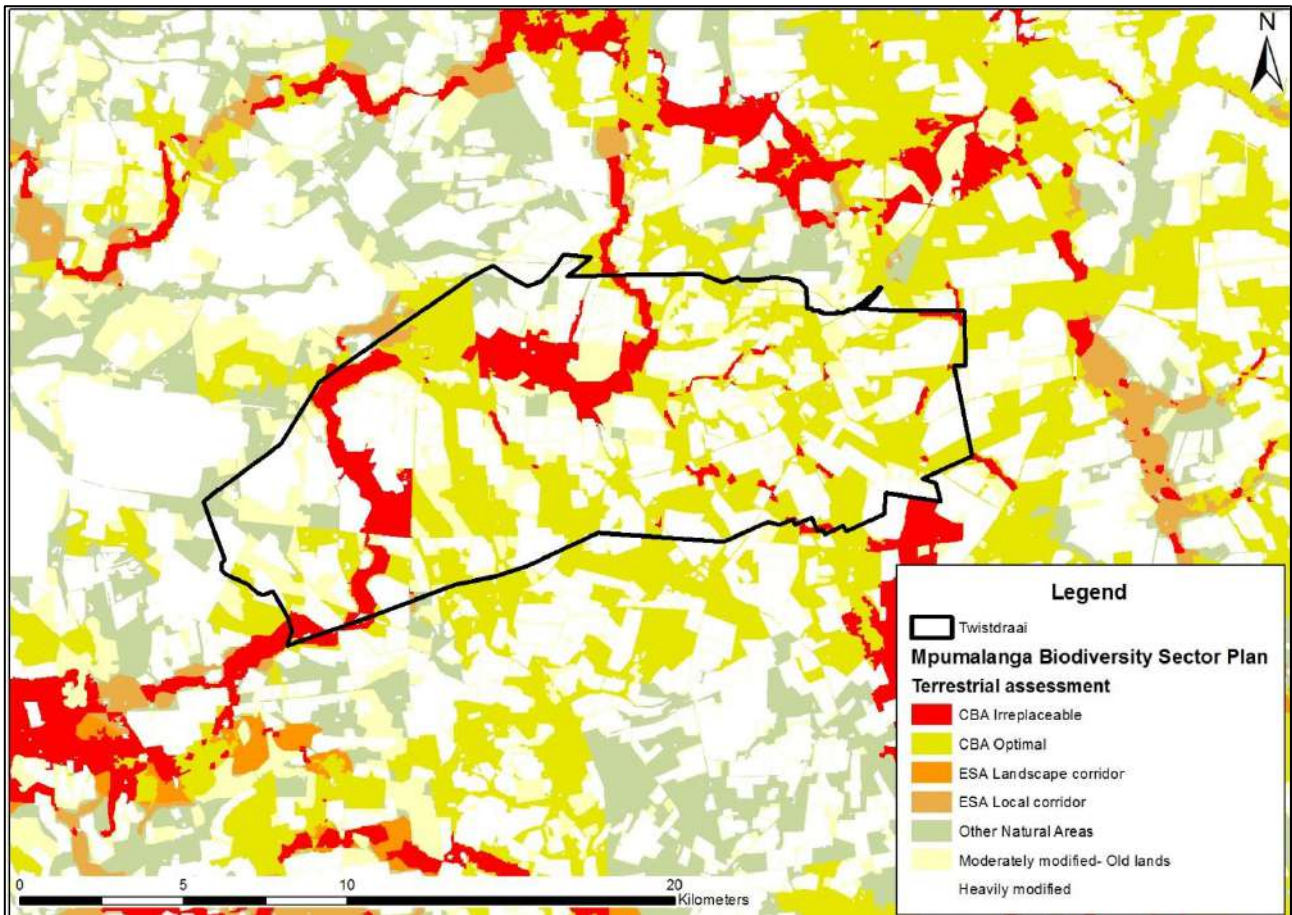 N
Legend
Twistdraai
Mpumalanga Biodiversity Sector Plan
Terrestrial assessment
CBA Irreplaceable
CBA Optimal
ESA Landscape corridor
ESA Local corridor
Other Natural Areas
Moderately modified- Old lands
Heavily modified
0 5 10 20
Kilometers